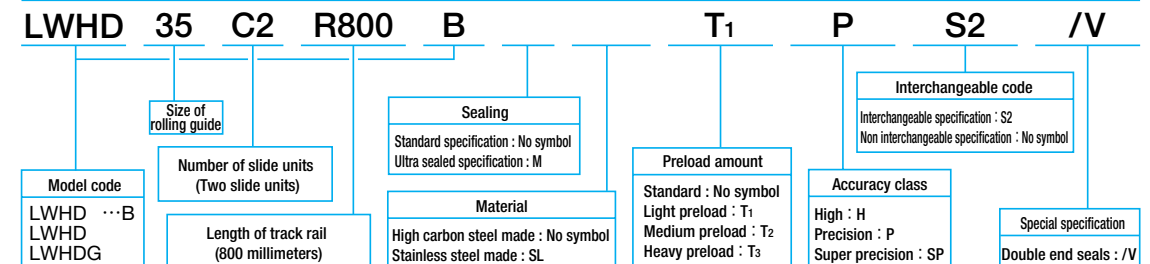 LWHD 35 C2 R800 B T1 P S2 /V
Size of
rolling guide
Number of slide units
(Two slide units)
Model code
LWHD …B
LWHD
LWHDG
Length of track rail
(800 millimeters)
Sealing
Standard specification : No symbol
Ultra sealed specification : M
Material
High carbon steel made : No symbol
Stainless steel made : SL
Preload amount
Standard : No symbol
Light preload : T1
Medium preload : T2
Heavy preload : T3
Interchangeable code
Interchangeable specification : S2
Non interchangeable specification : No symbol
Accuracy class
High : H
Precision : P
Super precision : SP
Special specification
Double end seals : /V